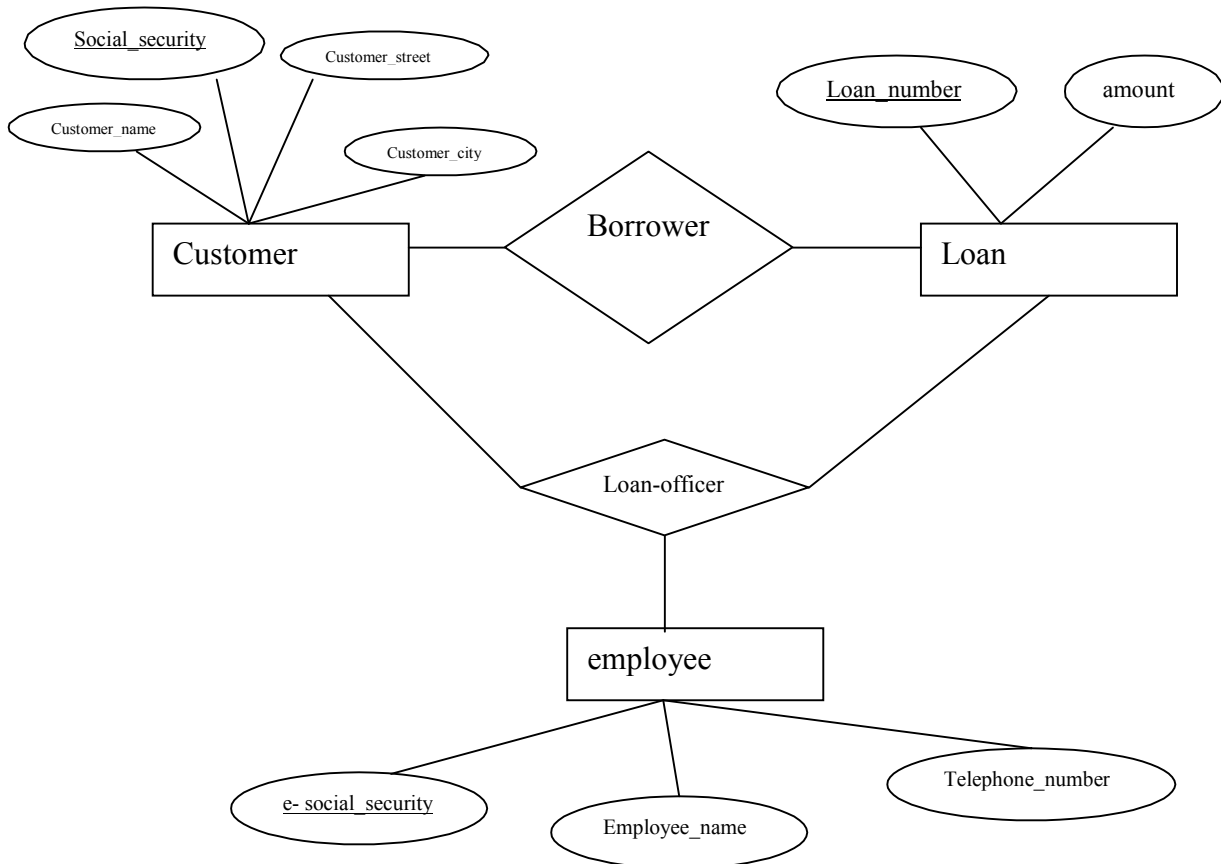 Social_security
Customer_street
Customer_name
Customer_city
Loan_number
amount
Customer
Borrower
Loan
Loan-officer
employee
e- social_security
Employee_name
Telephone_number